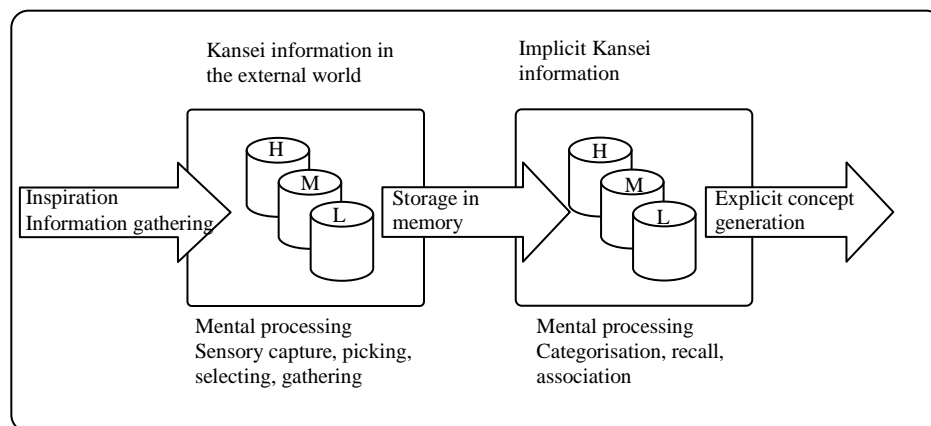 Kansei information in
the external world
Implicit Kansei
information
H
M
L
H
M
L
Inspiration
Information gathering
Storage in
memory
Explicit concept
generation
Mental processing
Sensory capture, picking,
selecting, gathering
Mental processing
Categorisation, recall,
association